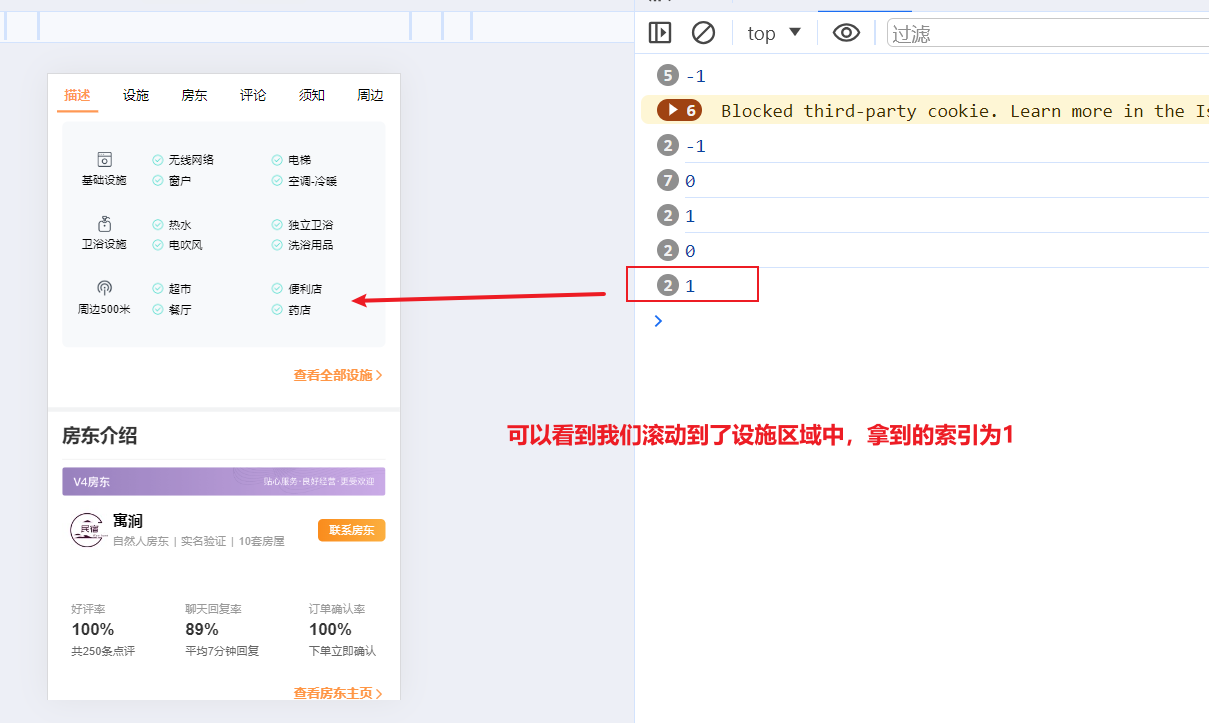 描述 设施 房东 评论 须知 周边
基础设施
无线网络 电梯
窗户 空调-冷暖
卫浴设施
热水 独立卫浴
电吹风 洗浴用品
周边500米
超市 便利店
餐厅 药店
查看全部设施
房东介绍
V4房东 贴心服务·良好经营·更受欢迎
民宿
寓涧
自然人房东 | 实名验证 | 10套房屋
联系房东
好评率 聊天回复率 订单确认率
100% 89% 100%
共250条点评 平均7分钟回复 下单立即确认
查看房东主页
top 过滤
5 -1
6 Blocked third-party cookie. Learn more in the
2 -1
7 0
2 1
2 0
2 1
可以看到我们滚动到了设施区域中，拿到的索引为1